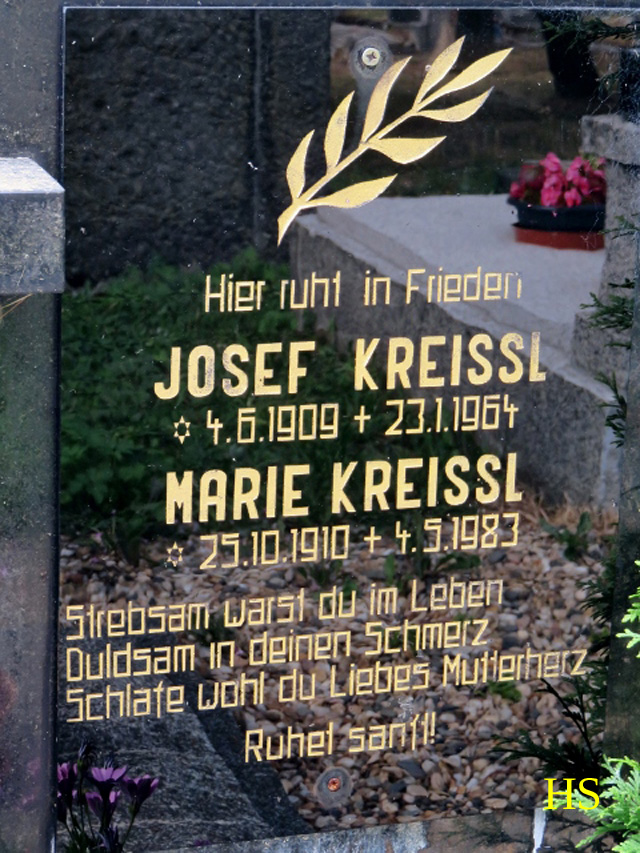 Hier ruht in Frieden
JOSEF KREISSL
✡ 4.6.1909 + 23.1.1964
MARIE KREISSL
✡ 25.10.1910 + 4.5.1983
Strebsam warst du im Leben
Duldsam in deinen Schmerz
Schlafe wohl du Liebes Mutterherz
Ruhet sanft!
HS